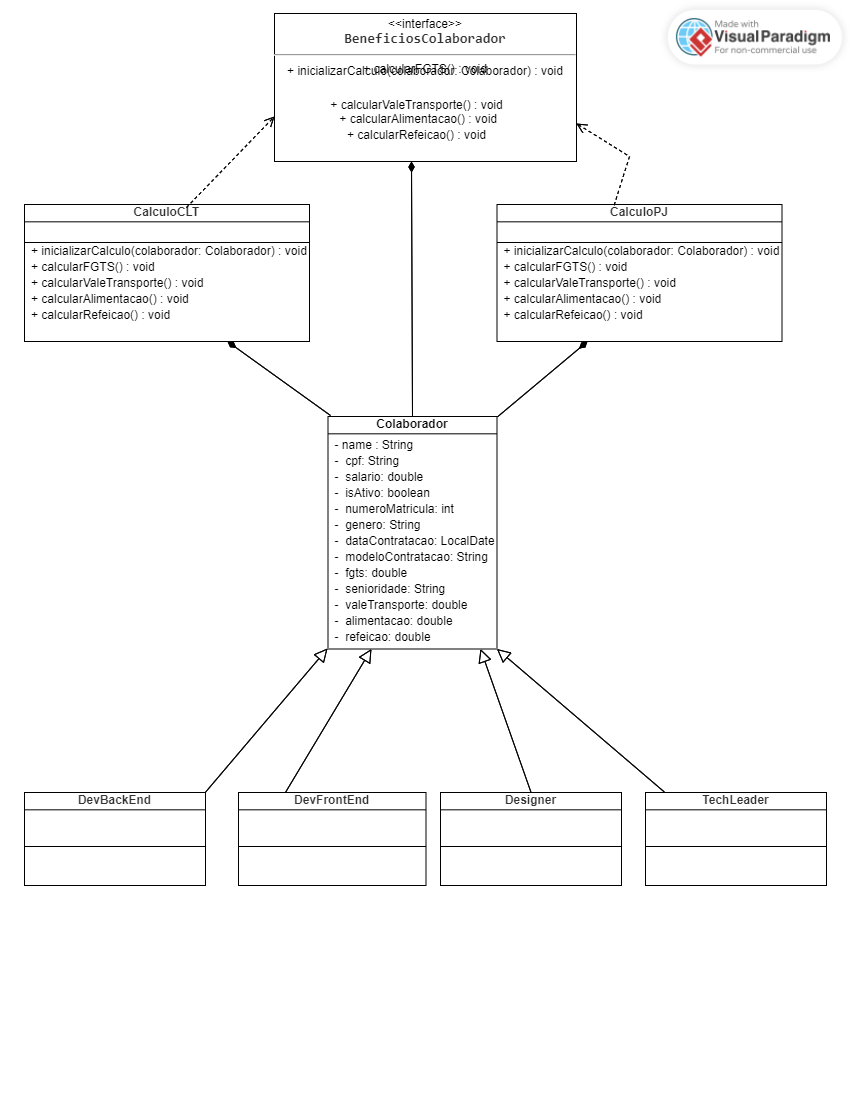 Made with
VisualParadigm
For non-commercial use
<<interface>>
BeneficiosColaborador
+ calcularFGTS() : void
+ inicializarCalculo(colaborador: Colaborador) : void
+ calcularValeTransporte() : void
+ calcularAlimentacao() : void
+ calcularRefeicao() : void
CalculoCLT
+ inicializarCalculo(colaborador: Colaborador) : void
+ calcularFGTS() : void
+ calcularValeTransporte() : void
+ calcularAlimentacao() : void
+ calcularRefeicao() : void
CalculoPJ
+ inicializarCalculo(colaborador: Colaborador) : void
+ calcularFGTS() : void
+ calcularValeTransporte() : void
+ calcularAlimentacao() : void
+ calcularRefeicao() : void
Colaborador
- name : String
- cpf: String
- salario: double
- isAtivo: boolean
- numeroMatricula: int
- genero: String
- dataContratacao: LocalDate
- modeloContratacao: String
- fgts: double
- senioridade: String
- valeTransporte: double
- alimentacao: double
- refeicao: double
DevBackEnd
DevFrontEnd
Designer
TechLeader